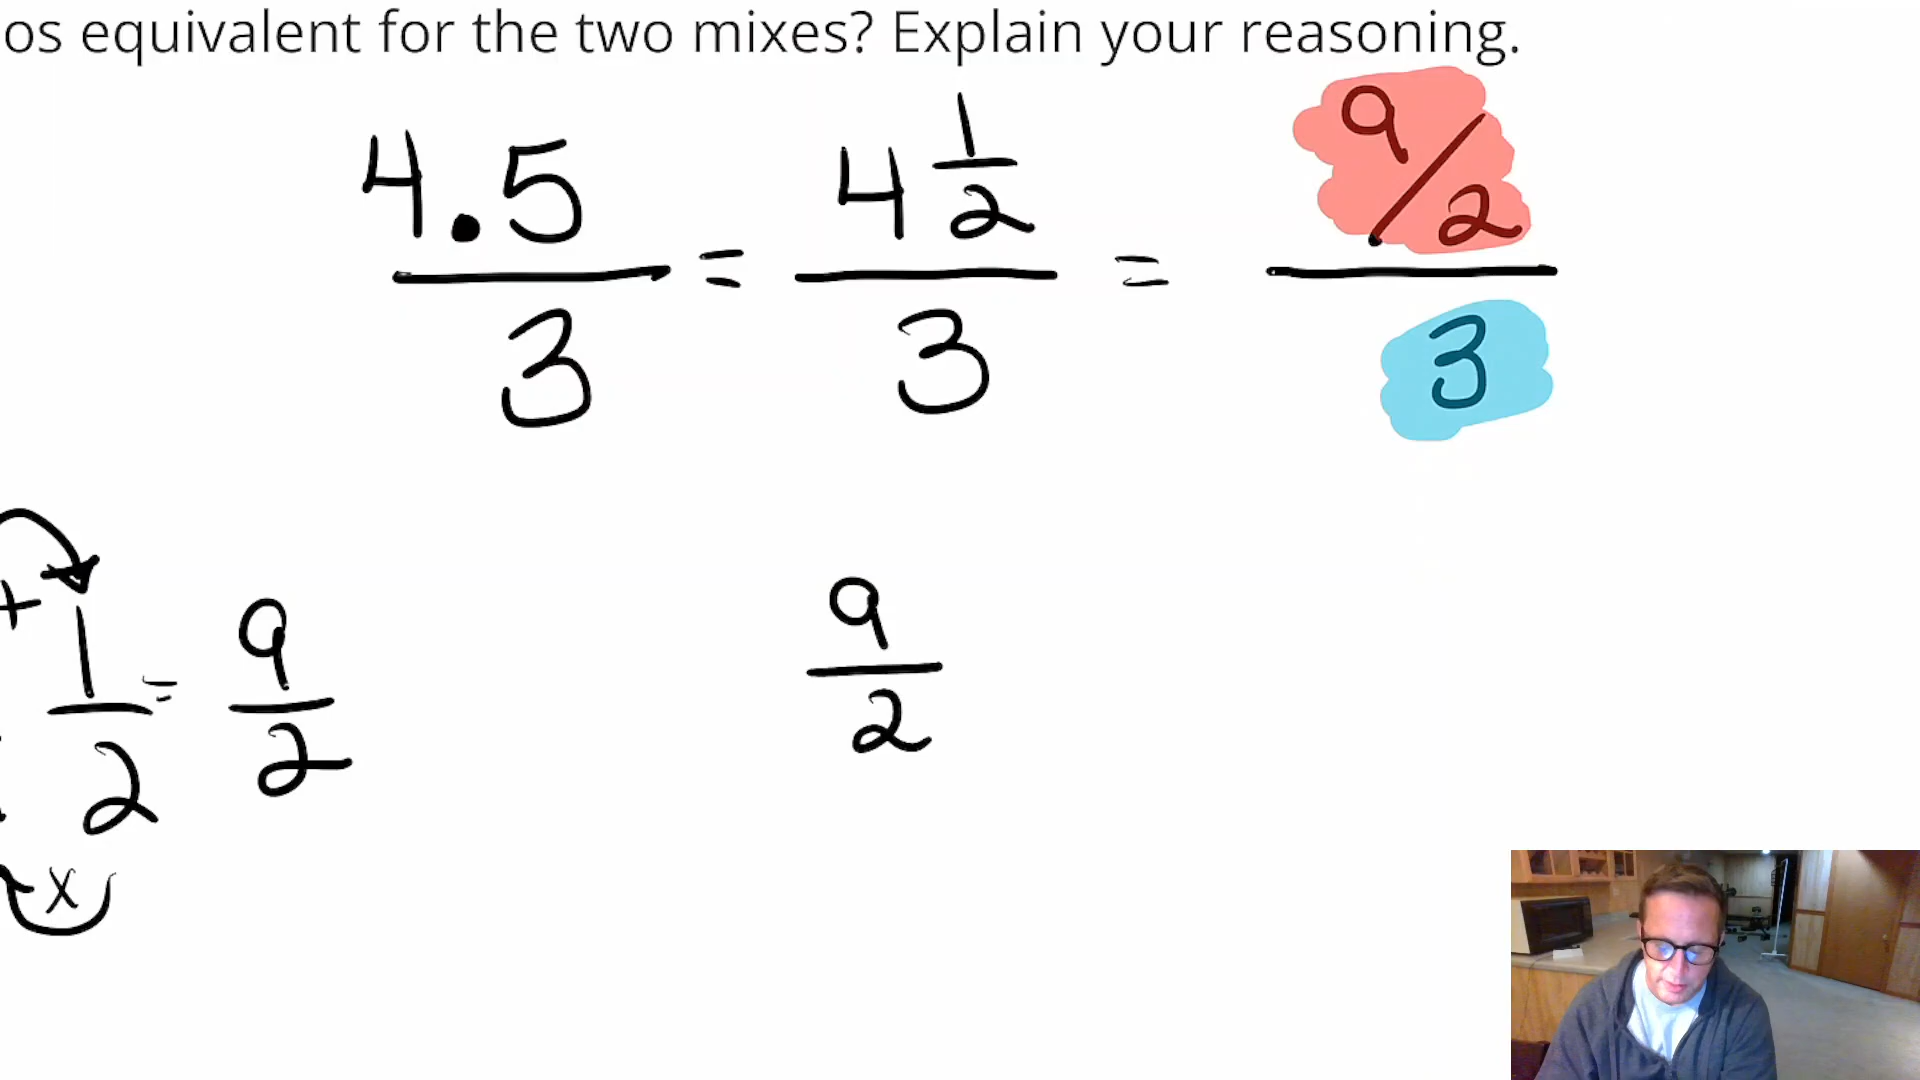 os equivalent for the two mixes? Explain your reasoning.
4.5 / 3 = 4 1/2 / 3 = 9/2 / 3
+ 1/2 = 9/2
9/2
x